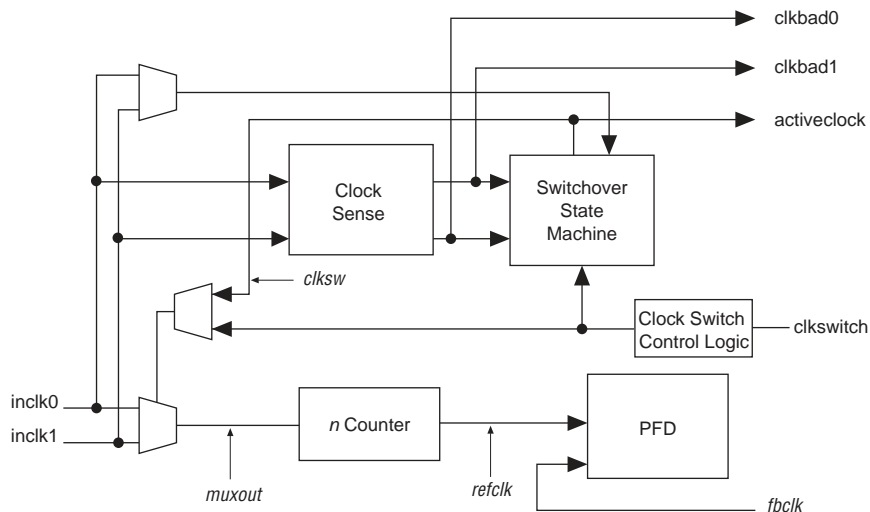 clkbad0
clkbad1
activeclock
Clock
Sense
Switchover
State
Machine
clksw
Clock Switch
Control Logic
clkswitch
inclk0
inclk1
n Counter
PFD
muxout
refclk
fbclk